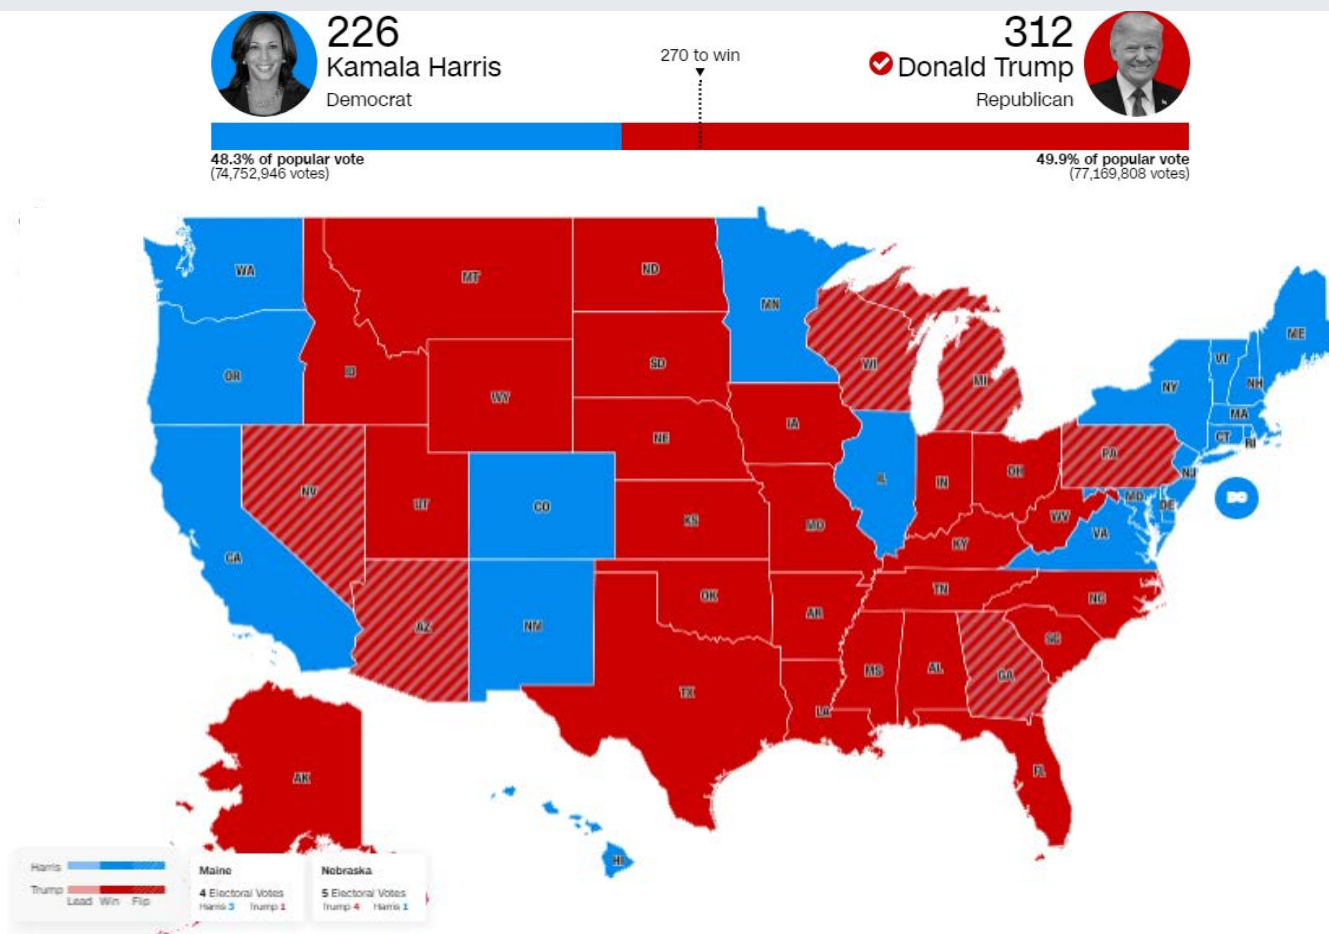 226
Kamala Harris
Democrat
270 to win
312
Donald Trump
Republican
48.3% of popular vote
(74,752,946 votes)
49.9% of popular vote
(77,169,808 votes)
WA
MT
ND
MN
ME
OR
ID
SD
WI
MI
VT
NH
NY
WY
MA
IA
NE
CT
RI
PA
NV
UT
CO
IL
IN
OH
NJ
DC
KS
MO
WV
MD
DE
CA
KY
VA
AZ
NM
OK
AR
TN
NC
SC
MS
AL
GA
TX
LA
FL
AK
HI
Harris
Trump
Lead Win Flip
Maine
4 Electoral Votes
Harris 3 Trump 1
Nebraska
5 Electoral Votes
Trump 4 Harris 1